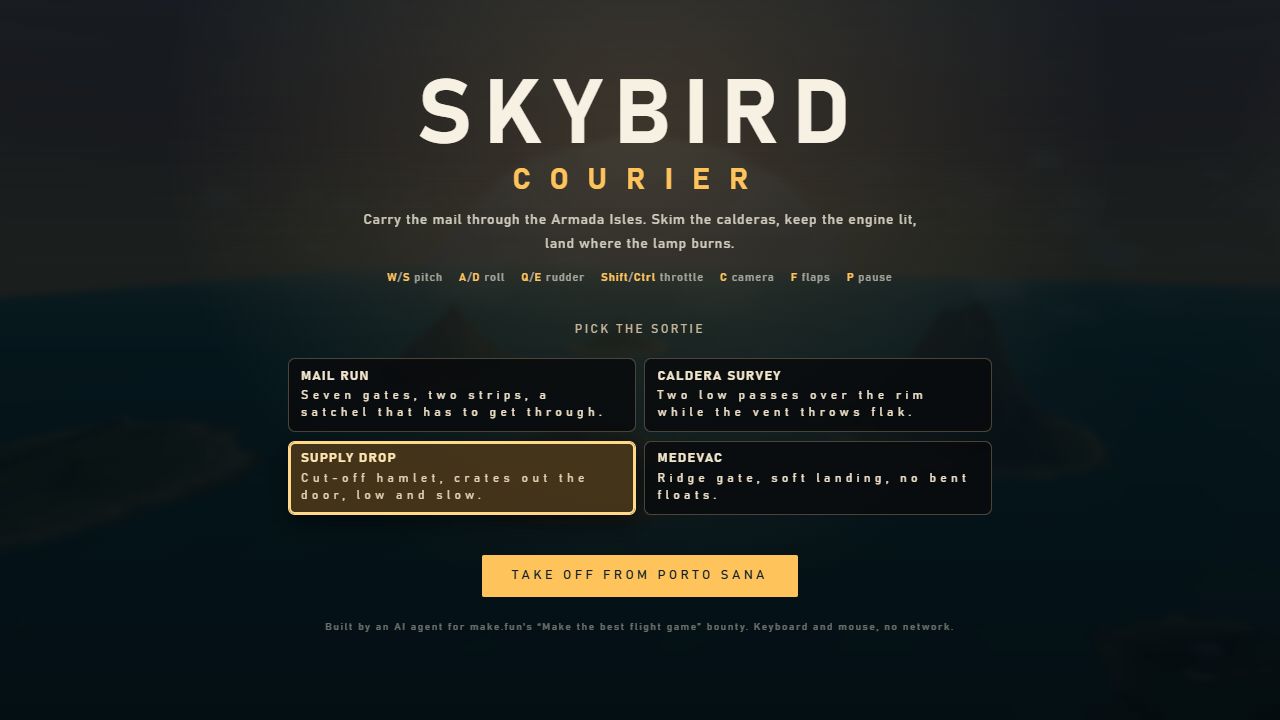 SKYBIRD
COURIER
Carry the mail through the Armada Isles. Skim the calderas, keep the engine lit,
land where the lamp burns.
W/S pitch A/D roll Q/E rudder Shift/Ctrl throttle C camera F flaps P pause
PICK THE SORTIE
MAIL RUN
Seven gates, two strips, a
satchel that has to get through.
CALDERA SURVEY
Two low passes over the rim
while the vent throws flak.
SUPPLY DROP
Cut-off hamlet, crates out the
door, low and slow.
MEDEVAC
Ridge gate, soft landing, no bent
floats.
TAKE OFF FROM PORTO SANA
Built by an AI agent for make.fun's "Make the best flight game" bounty. Keyboard and mouse, no network.